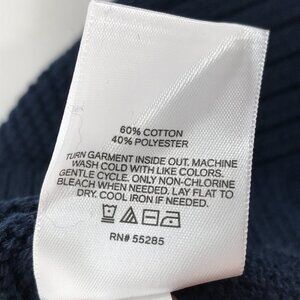 60% COTTON
40% POLYESTER
TURN GARMENT INSIDE OUT. MACHINE
WASH COLD WITH LIKE COLORS.
GENTLE CYCLE. ONLY NON-CHLORINE
BLEACH WHEN NEEDED. LAY FLAT TO
DRY. COOL IRON IF NEEDED.
RN# 55285